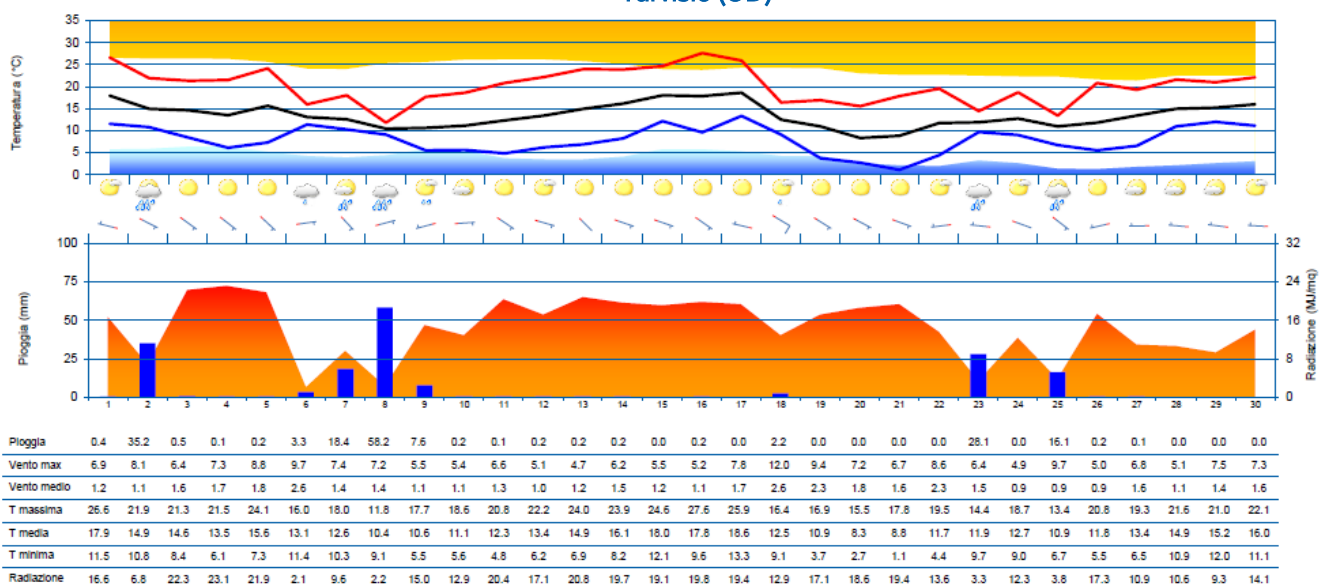 Tarvisio (UD)
35
30
25
20
15
10
5
0
Temperatura (°C)
100
75
50
25
0
Pioggia (mm)
32
24
16
8
0
Radiazione (MJ/mq)
1 2 3 4 5 6 7 8 9 10 11 12 13 14 15 16 17 18 19 20 21 22 23 24 25 26 27 28 29 30
Pioggia 0.4 35.2 0.5 0.1 0.2 3.3 18.4 58.2 7.6 0.2 0.1 0.2 0.2 0.2 0.0 0.2 0.0 2.2 0.0 0.0 0.0 0.0 28.1 0.0 16.1 0.2 0.1 0.0 0.0 0.0
Vento max 6.9 8.1 6.4 7.3 8.8 9.7 7.4 7.2 5.5 5.4 6.6 5.1 4.7 6.2 5.5 5.2 7.8 12.0 9.4 7.2 6.7 8.6 6.4 4.9 9.7 5.0 6.8 5.1 7.5 7.3
Vento medio 1.2 1.1 1.6 1.7 1.8 2.6 1.4 1.4 1.1 1.1 1.3 1.0 1.2 1.5 1.2 1.1 1.7 2.6 2.3 1.8 1.6 2.3 1.5 0.9 0.9 0.9 1.6 1.1 1.4 1.6
T massima 26.6 21.9 21.3 21.5 24.1 16.0 18.0 11.8 17.7 18.6 20.8 22.2 24.0 23.9 24.6 27.6 25.9 16.4 16.9 15.5 17.8 19.5 14.4 18.7 13.4 20.8 19.3 21.6 21.0 22.1
T media 17.9 14.9 14.6 13.5 15.6 13.1 12.6 10.4 10.6 11.1 12.3 13.4 14.9 16.1 18.0 17.8 18.6 12.5 10.9 8.3 8.8 11.7 11.9 12.7 10.9 11.8 13.4 14.9 15.2 16.0
T minima 11.5 10.8 8.4 6.1 7.3 11.4 10.3 9.1 5.5 5.6 4.8 6.2 6.9 8.2 12.1 9.6 13.3 9.1 3.7 2.7 1.1 4.4 9.7 9.0 6.7 5.5 6.5 10.9 12.0 11.1
Radiazione 16.6 6.8 22.3 23.1 21.9 2.1 9.6 2.2 15.0 12.9 20.4 17.1 20.8 19.7 19.1 19.8 19.4 12.9 17.1 18.6 19.4 13.6 3.3 12.3 3.8 17.3 10.9 10.6 9.3 14.1